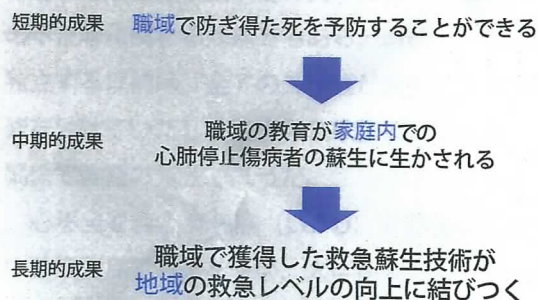 短期的成果 職域で防ぎ得た死を予防することができる
中期的成果 職域の教育が家庭内での
心肺停止傷病者の蘇生に生かされる
長期的成果 職域で獲得した救急蘇生技術が
地域の救急レベルの向上に結びつく